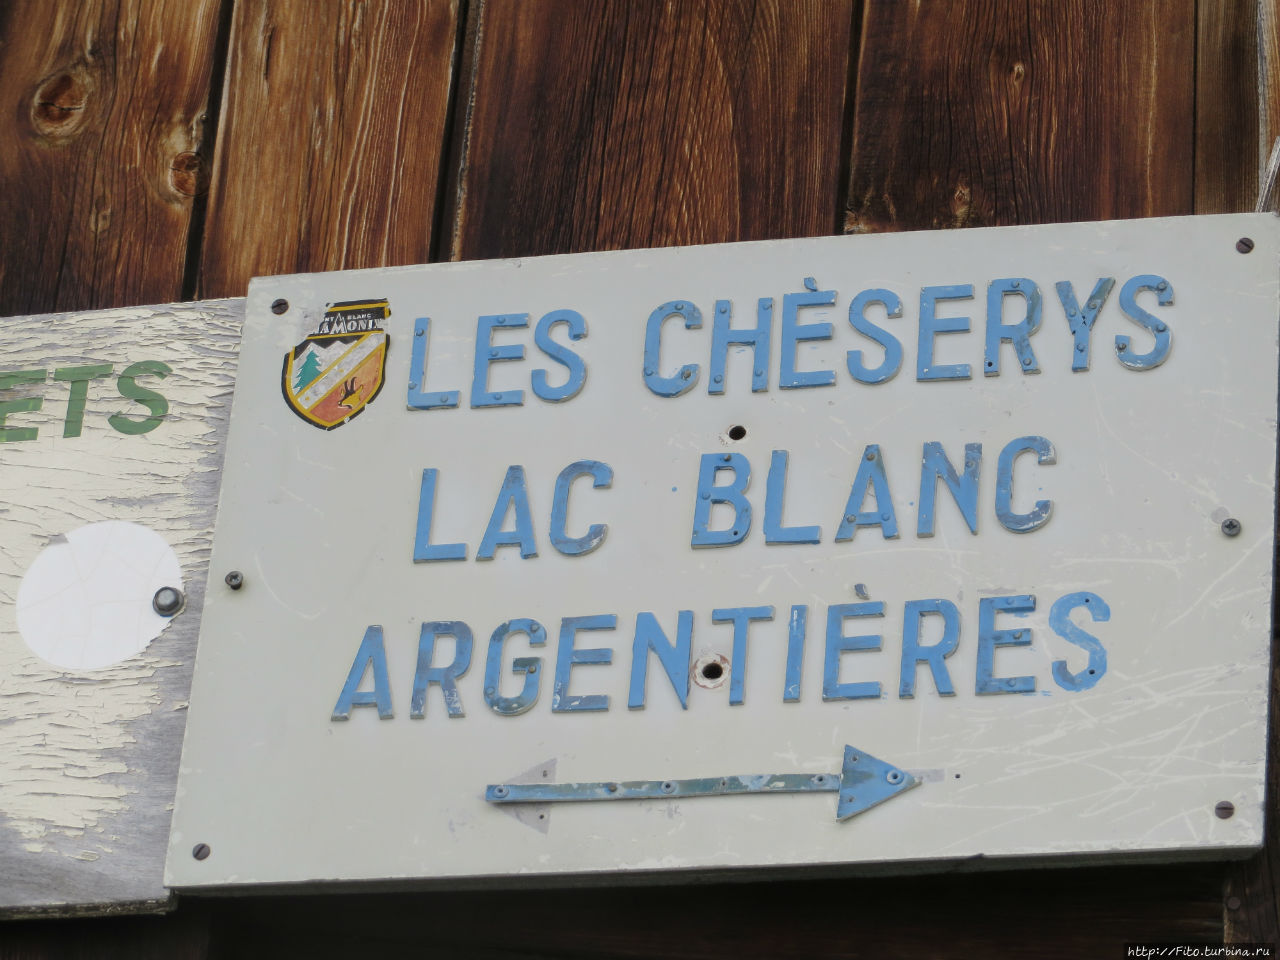 LES CHÈSERYS
LAC BLANC
ARGENTIÈRES
ETS
http://Fito.turbina.ru